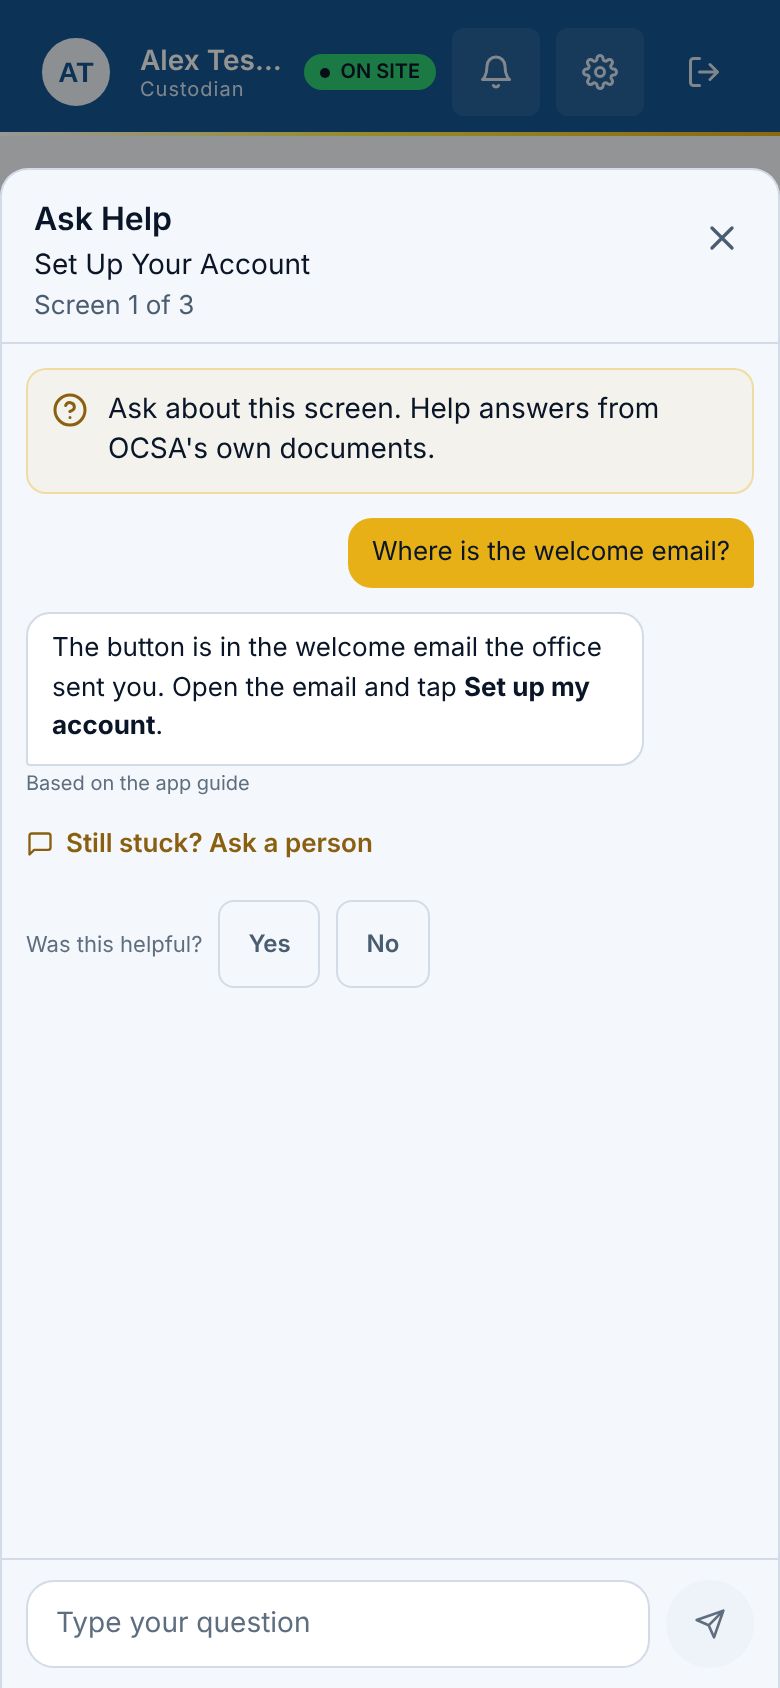 AT
Alex Tes...
Custodian
ON SITE
Ask Help
Set Up Your Account
Screen 1 of 3
Ask about this screen. Help answers from
OCSA's own documents.
Where is the welcome email?
The button is in the welcome email the office
sent you. Open the email and tap Set up my
account.
Based on the app guide
Still stuck? Ask a person
Was this helpful?
Yes
No
Type your question